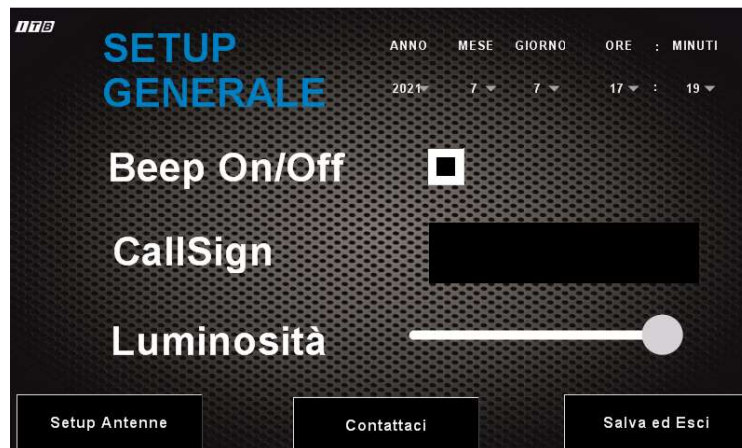 ITB
SETUP
GENERALE
ANNO MESE GIORNO ORE : MINUTI
2021 7 7 17 : 19
Beep On/Off
CallSign
Luminosità
Setup Antenne Contattaci Salva ed Esci